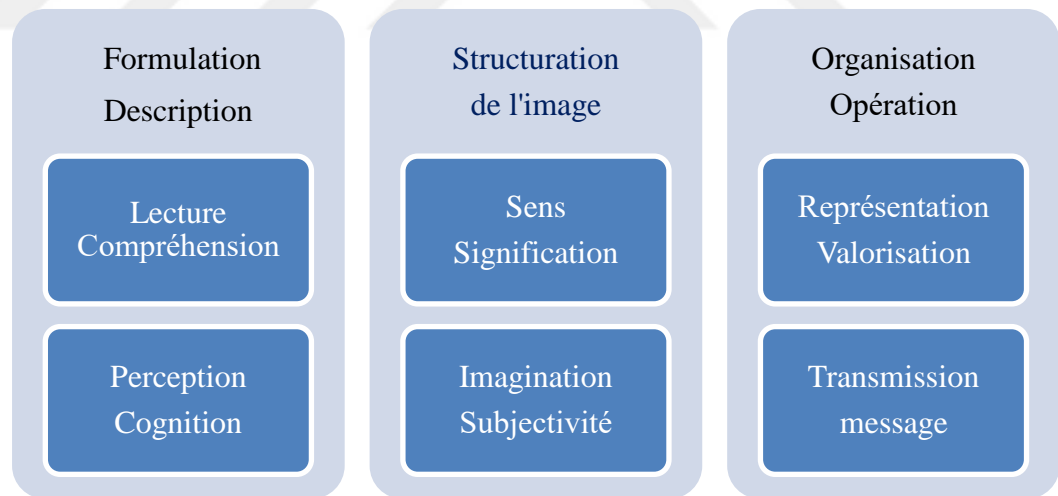 Formulation
Description
Lecture
Compréhension
Perception
Cognition
Structuration
de l'image
Sens
Signification
Imagination
Subjectivité
Organisation
Opération
Représentation
Valorisation
Transmission
message